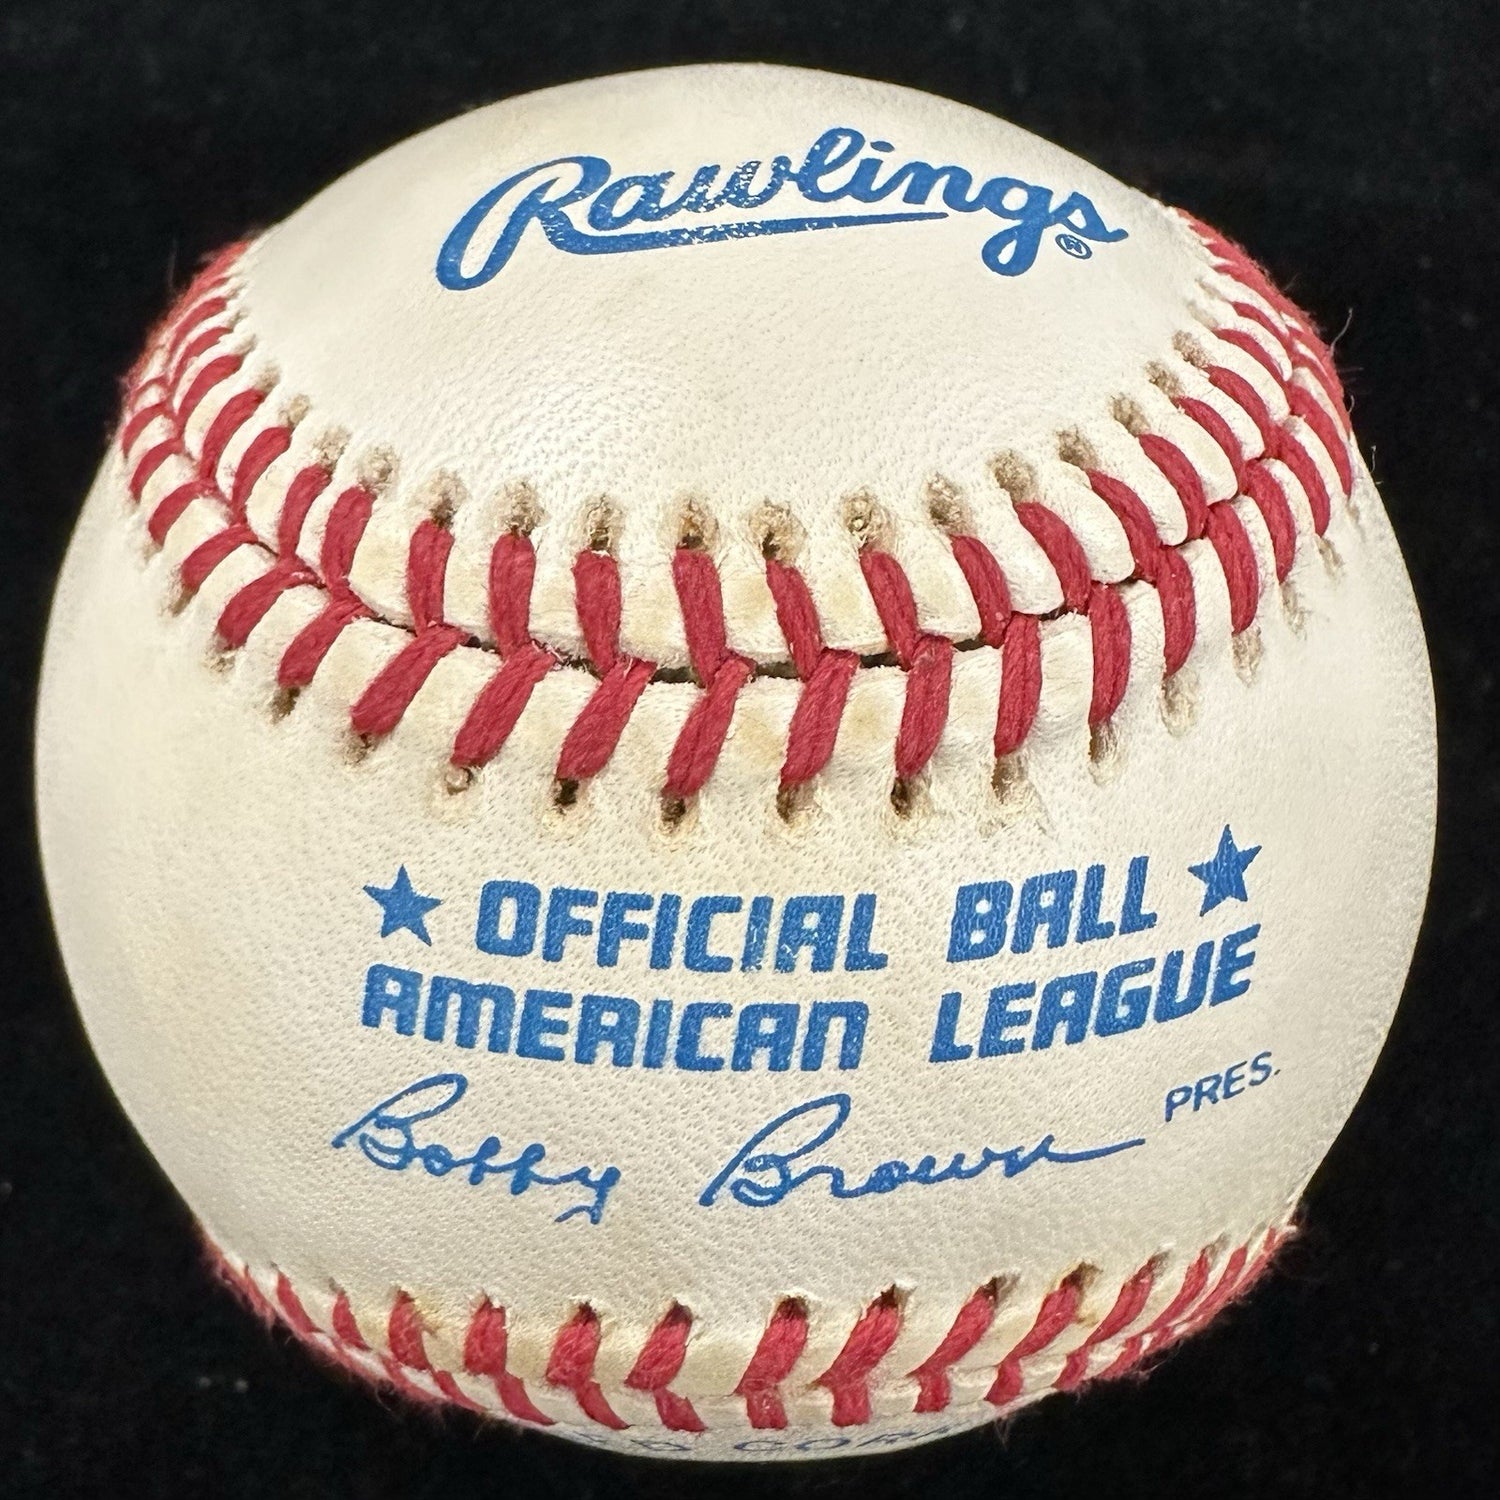 Rawlings®
★ OFFICIAL BALL ★
AMERICAN LEAGUE
Bobby Brown PRES.